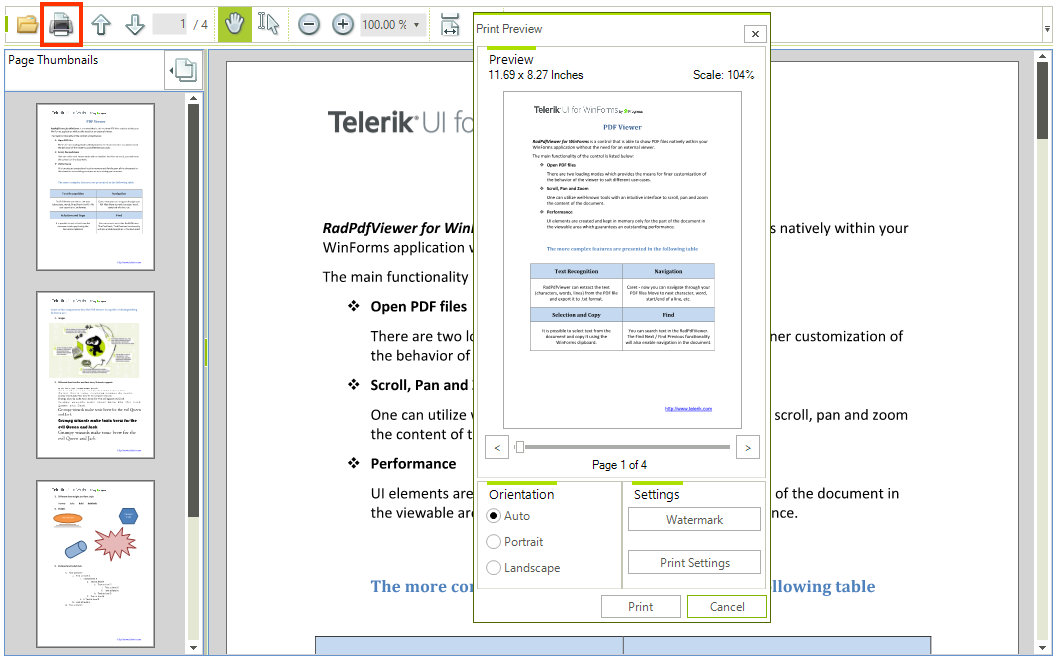 1 / 4
100.00 %
Page Thumbnails
Telerik® UI fo
RadPdfViewer for Win
s natively within your
WinForms application
The main functionality
❖ Open PDF files
There are two lo
ner customization of
the behavior of
❖ Scroll, Pan and
One can utilize
scroll, pan and zoom
the content of t
❖ Performance
UI elements are
of the document in
the viewable are
nce.
The more co
llowing table
Print Preview
Preview
11.69 x 8.27 Inches
Scale: 104%
Telerik® UI for WinForms
PDF Viewer
RadPdfViewer for WinForms is a control that is able to show PDF files natively within your
WinForms application without the need for an external viewer.
The main functionality of the control is listed below:
❖ Open PDF files
There are two loading modes which provides the means for finer customization of
the behavior of the viewer to suit different use-cases.
❖ Scroll, Pan and Zoom
One can utilize well-known tools with an intuitive interface to scroll, pan and zoom
the content of the document.
❖ Performance
UI elements are created and kept in memory only for the part of the document in
the viewable area which guarantees an outstanding performance.
The more complex features are presented in the following table
Text Recognition
Navigation
RadPdfViewer can extract the text
(characters, words, lines) from the PDF file
and export it to .txt format.
Caret - now you can navigate through your
PDF files Move to next character, word,
start/end of a line, etc.
Selection and Copy
Find
It is possible to select text from the
document and copy it using the
WinForms clipboard.
You can search text in the RadPdfViewer.
The Find Next / Find Previous functionality
will also enable navigation in the document.
http://www.telerik.com
<
>
Page 1 of 4
Orientation
Auto
Portrait
Landscape
Settings
Watermark
Print Settings
Print
Cancel